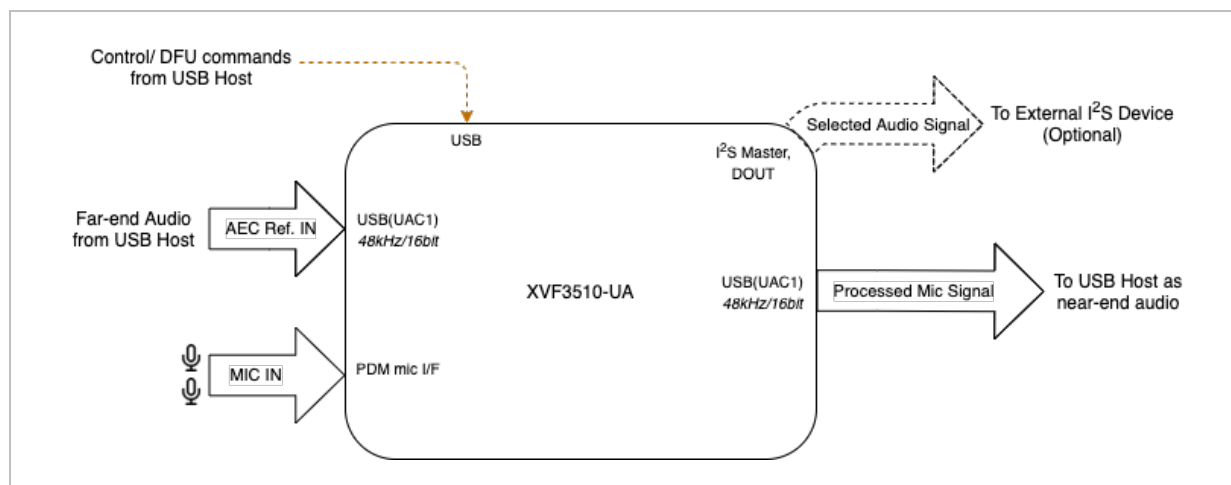 Control/ DFU commands
from USB Host
USB
Selected Audio Signal
To External I²S Device
(Optional)
I²S Master,
DOUT
Far-end Audio
from USB Host
AEC Ref. IN
USB(UAC1)
48kHz/16bit
XVF3510-UA
USB(UAC1)
48kHz/16bit
Processed Mic Signal
To USB Host as
near-end audio
MIC IN
PDM mic I/F